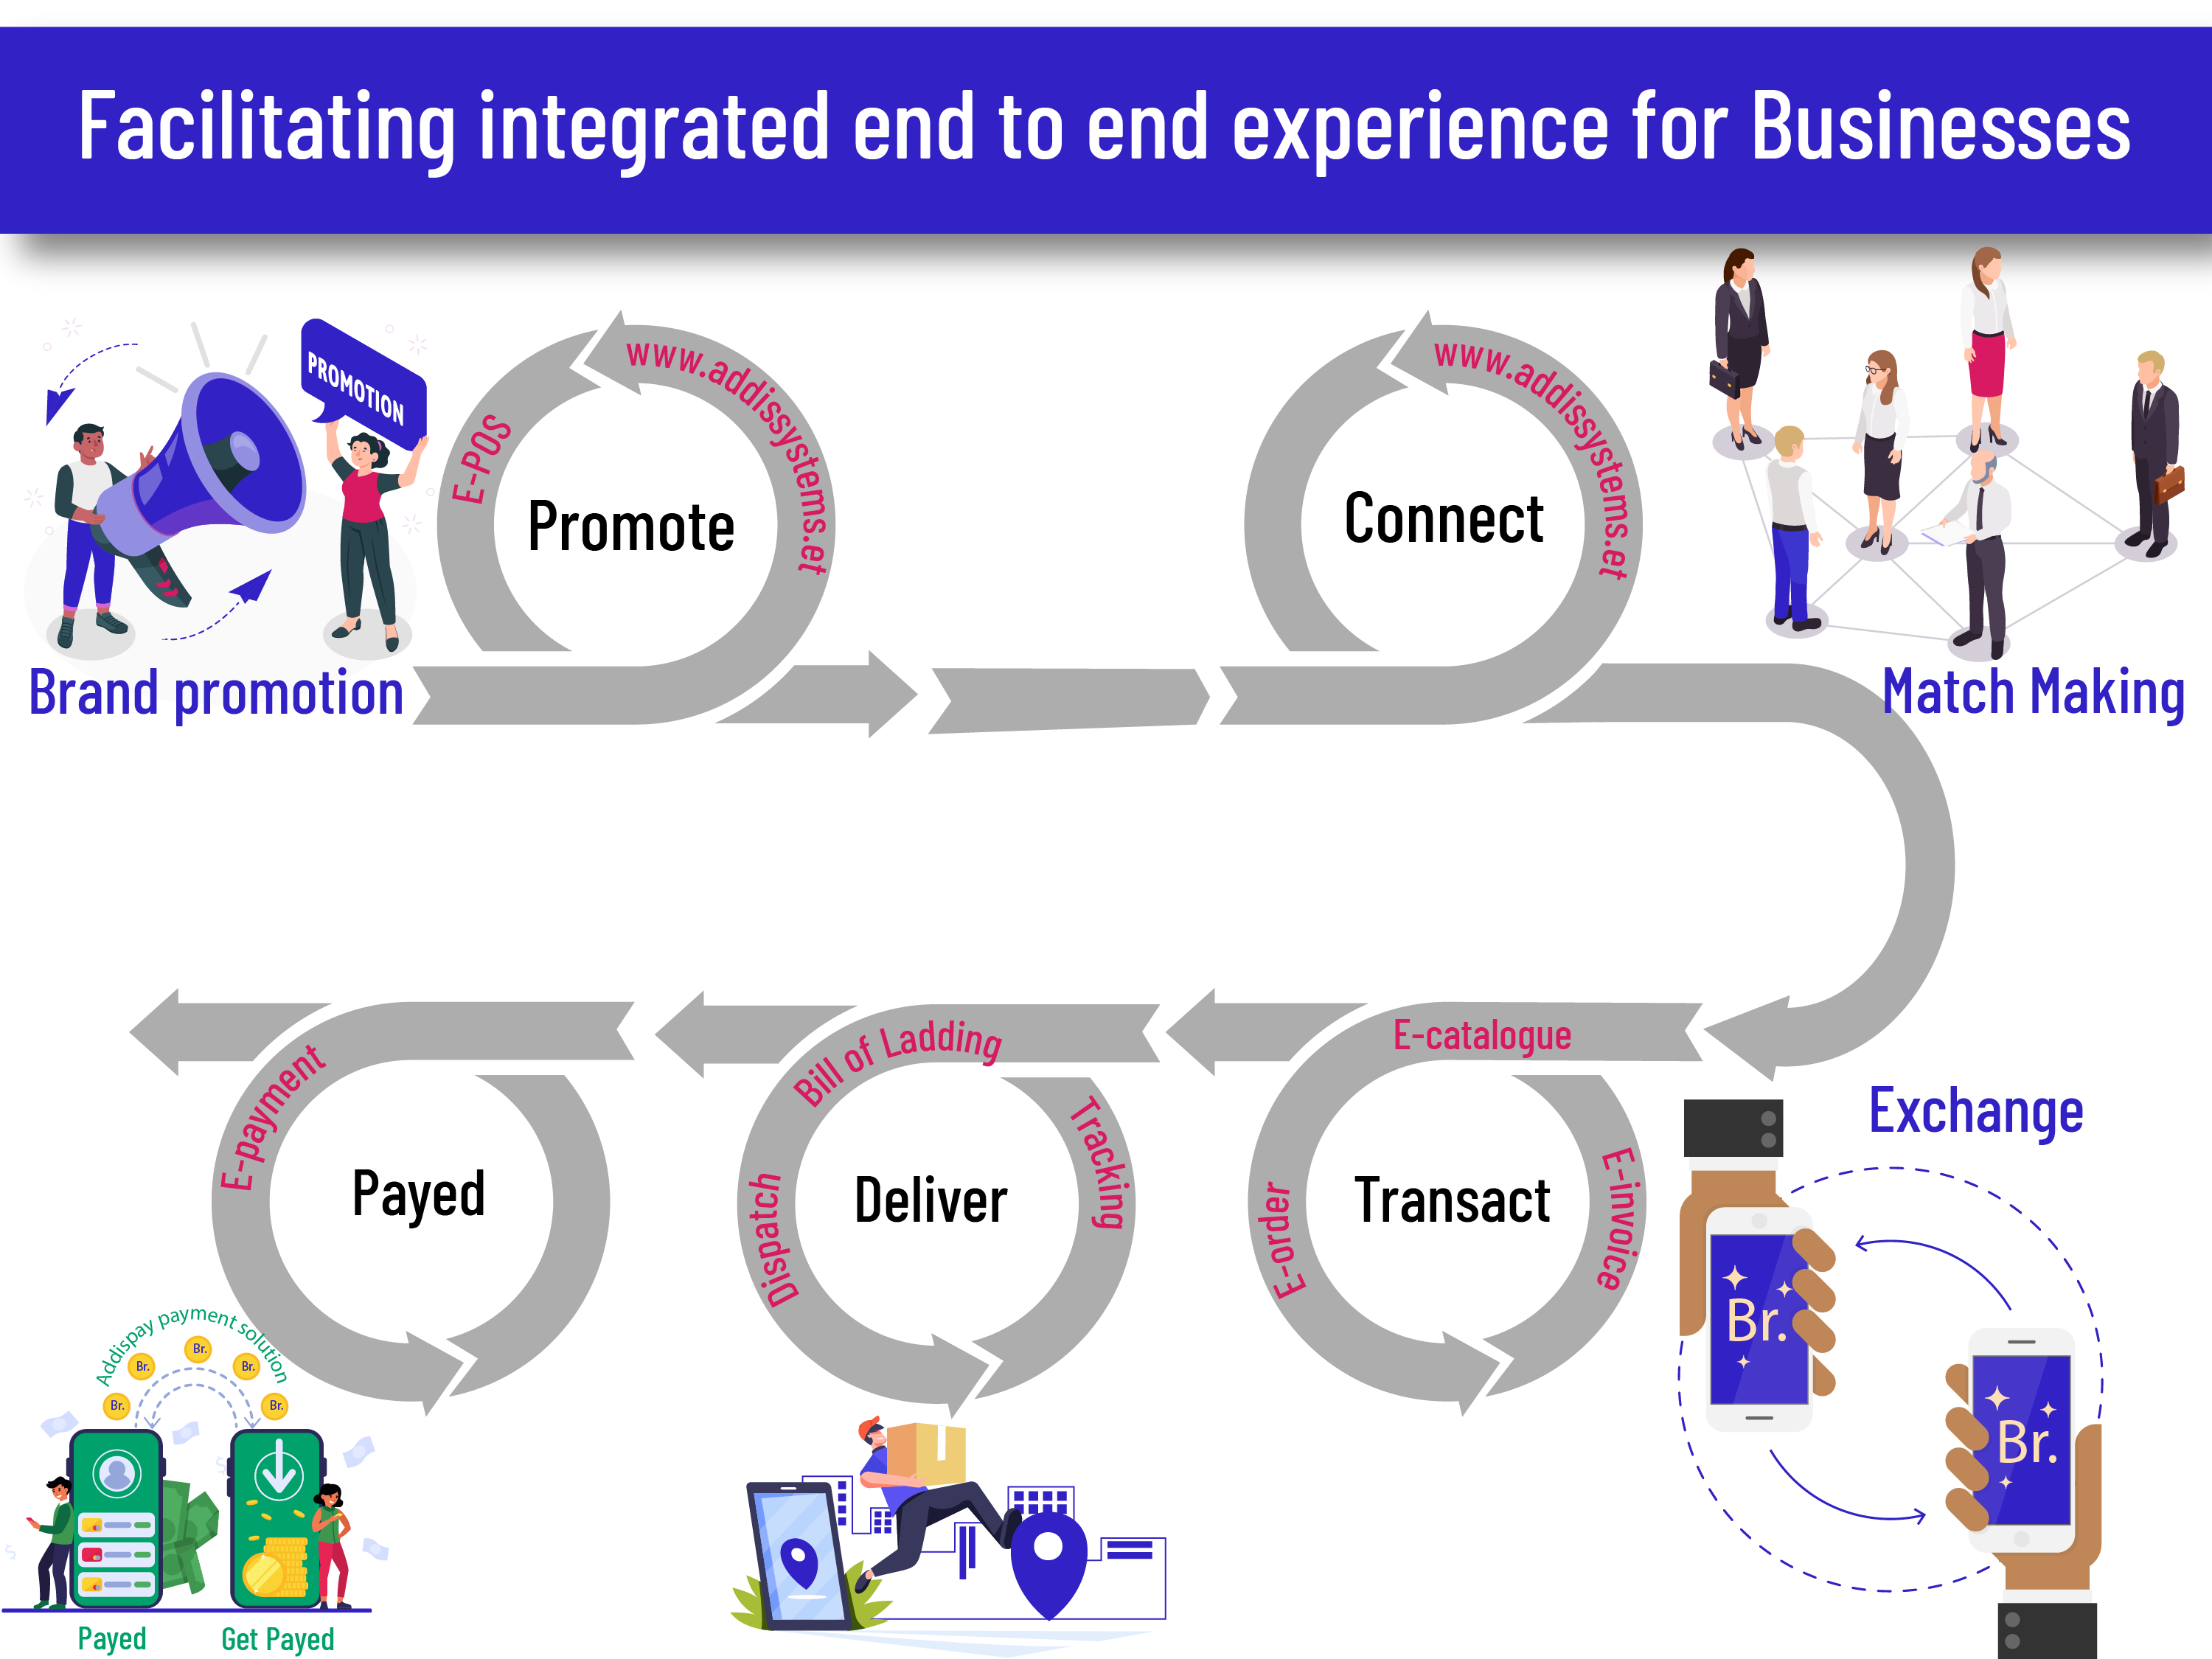 Facilitating integrated end to end experience for Businesses
PROMOTION
Brand promotion
E-POS
www.addissystems.et
Promote
www.addissystems.et
Connect
Match Making
E-catalogue
E-order
E-invoice
Transact
Exchange
Br.
Br.
Bill of Ladding
Tracking
Dispatch
Deliver
E-payment
Payed
Addispay payment solution
Br.
Br.
Br.
Br.
Br.
Payed
Get Payed